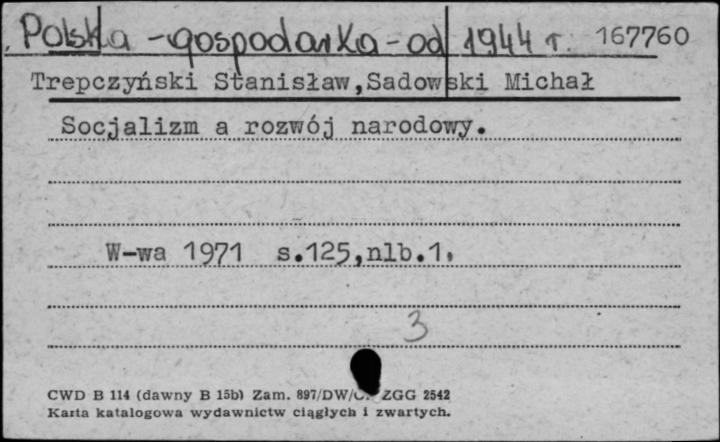 Polska - gospodarka - od 1944 r. 167760
Trepczyński Stanisław,Sadowski Michał
Socjalizm a rozwój narodowy.
W-wa 1971 s.125,nlb.1.
3
CWD B 114 (dawny B 15b) Zam. 897/DW/ ZGG 2542
Karta katalogowa wydawnictw ciągłych i zwartych.